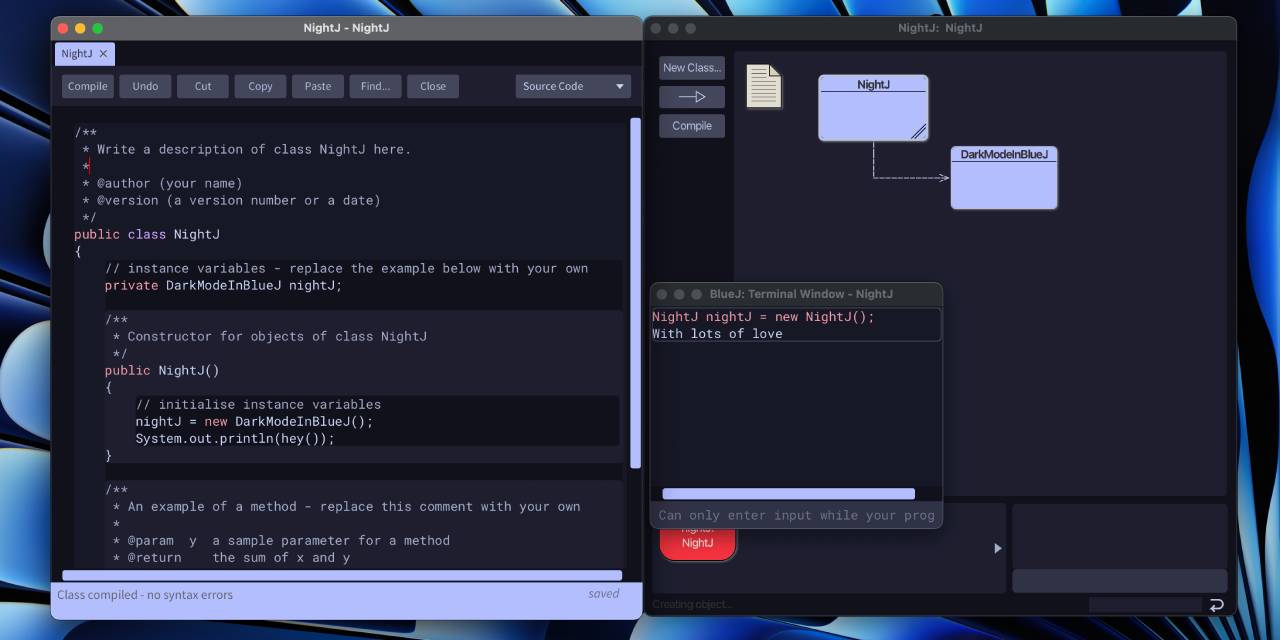 NightJ - NightJ
NightJ
Compile Undo Cut Copy Paste Find... Close Source Code
/**
 * Write a description of class NightJ here.
 *
 * @author (your name)
 * @version (a version number or a date)
 */
public class NightJ
{
    // instance variables - replace the example below with your own
    private DarkModeInBlueJ nightJ;
    /**
     * Constructor for objects of class NightJ
     */
    public NightJ()
    {
        // initialise instance variables
        nightJ = new DarkModeInBlueJ();
        System.out.println(hey());
    }
    /**
     * An example of a method - replace this comment with your own
     *
     * @param  y  a sample parameter for a method
     * @return    the sum of x and y
Class compiled - no syntax errors
saved
NightJ:  NightJ
New Class...
Compile
NightJ
DarkModeInBlueJ
BlueJ: Terminal Window - NightJ
NightJ nightJ = new NightJ();
With lots of love
Can only enter input while your prog
NightJ
Creating object...